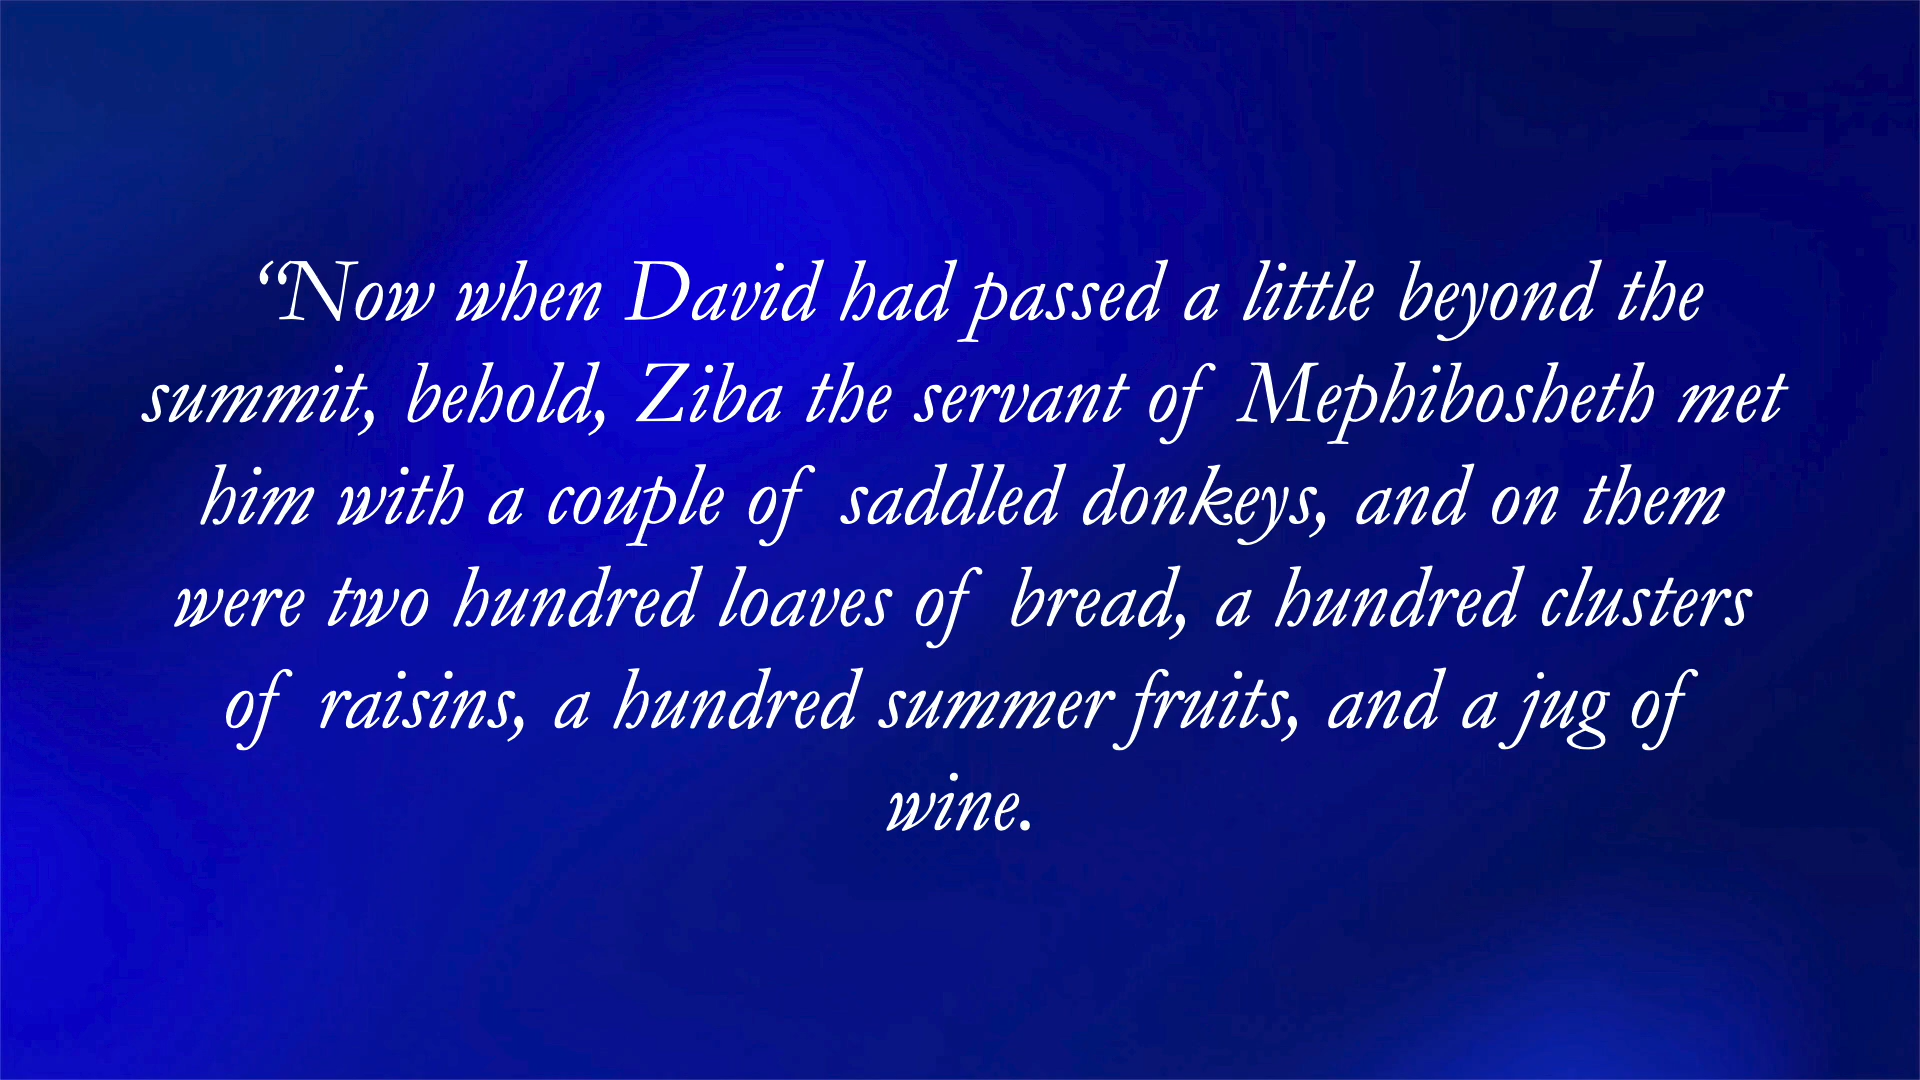 “Now when David had passed a little beyond the
summit, behold, Ziba the servant of Mephibosheth met
him with a couple of saddled donkeys, and on them
were two hundred loaves of bread, a hundred clusters
of raisins, a hundred summer fruits, and a jug of
wine.